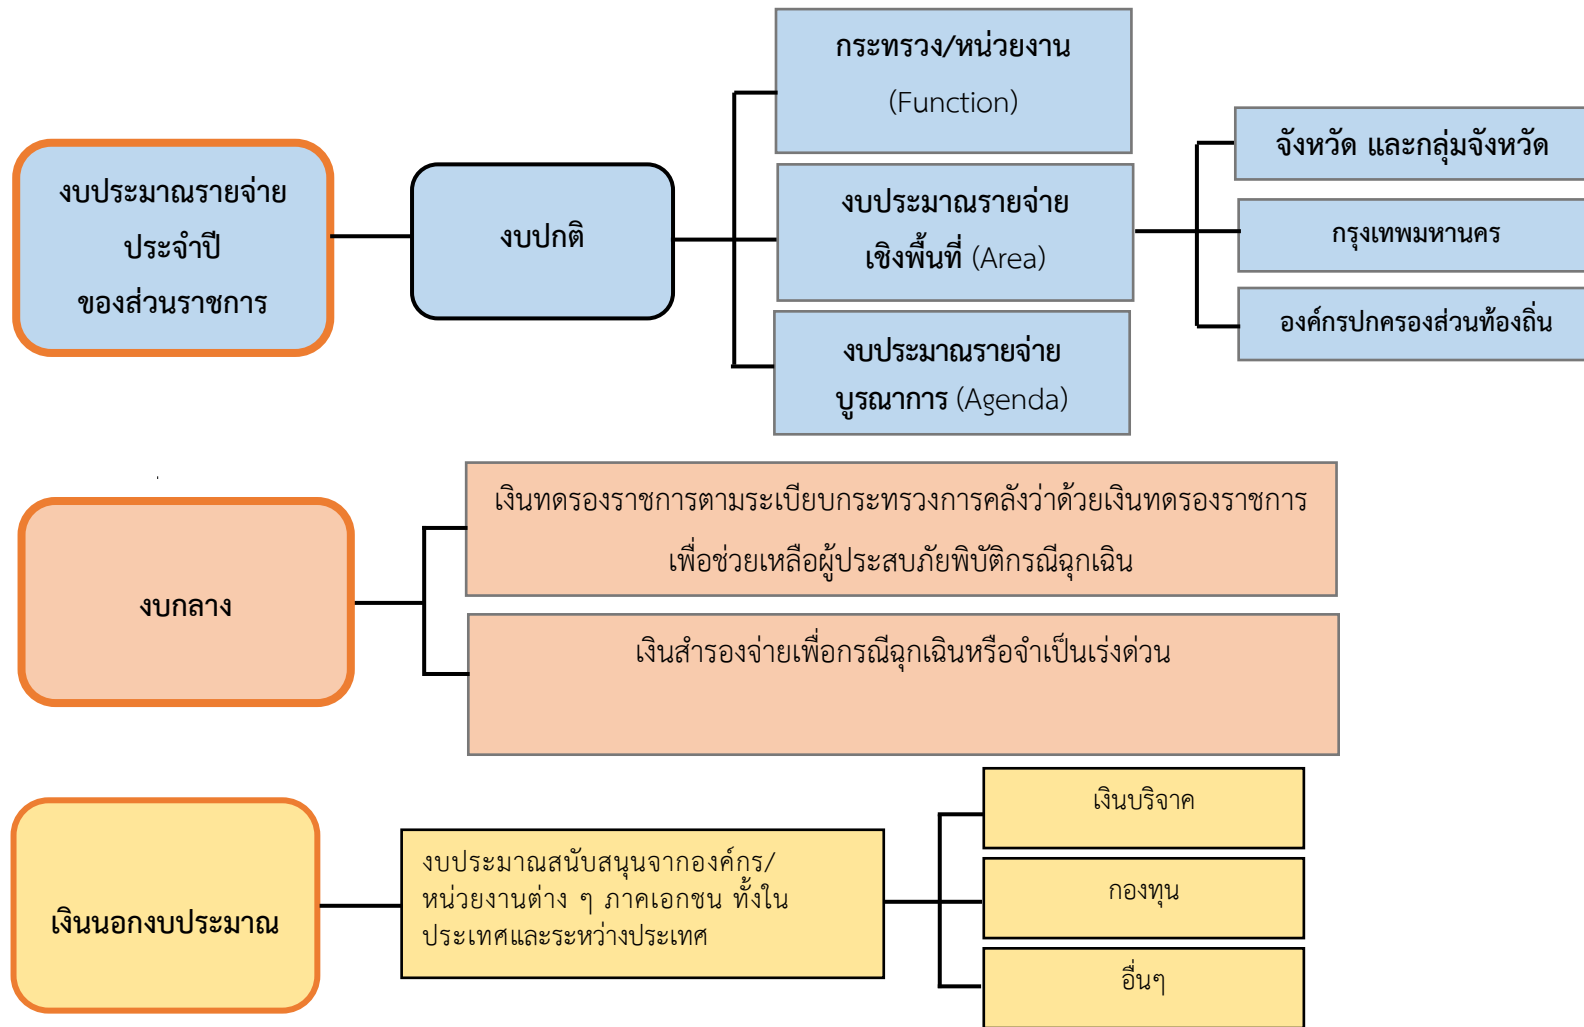 งบประมาณรายจ่าย
ประจำปี
ของส่วนราชการ
งบปกติ
กระทรวง/หน่วยงาน
(Function)
งบประมาณรายจ่าย
เชิงพื้นที่ (Area)
งบประมาณรายจ่าย
บูรณาการ (Agenda)
จังหวัด และกลุ่มจังหวัด
กรุงเทพมหานคร
องค์กรปกครองส่วนท้องถิ่น
งบกลาง
เงินทดรองราชการตามระเบียบกระทรวงการคลังว่าด้วยเงินทดรองราชการ
เพื่อช่วยเหลือผู้ประสบภัยพิบัติกรณีฉุกเฉิน
เงินสำรองจ่ายเพื่อกรณีฉุกเฉินหรือจำเป็นเร่งด่วน
เงินนอกงบประมาณ
งบประมาณสนับสนุนจากองค์กร/
หน่วยงานต่าง ๆ ภาคเอกชน ทั้งใน
ประเทศและระหว่างประเทศ
เงินบริจาค
กองทุน
อื่นๆ